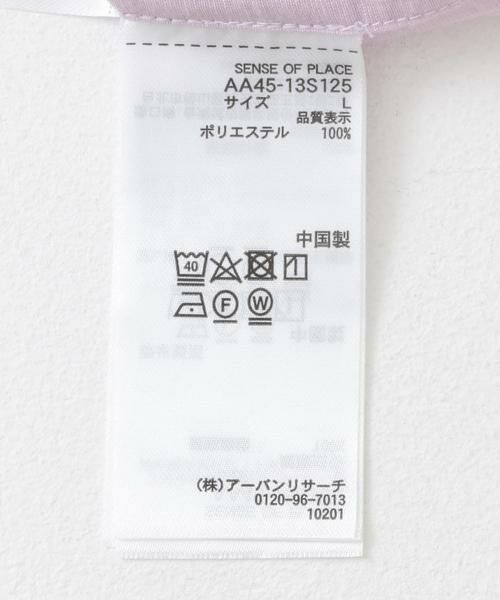 SENSE OF PLACE
AA45-13S125
サイズ L
品質表示
ポリエステル 100%
中国製
40
F W
(株)アーバンリサーチ
0120-96-7013
10201